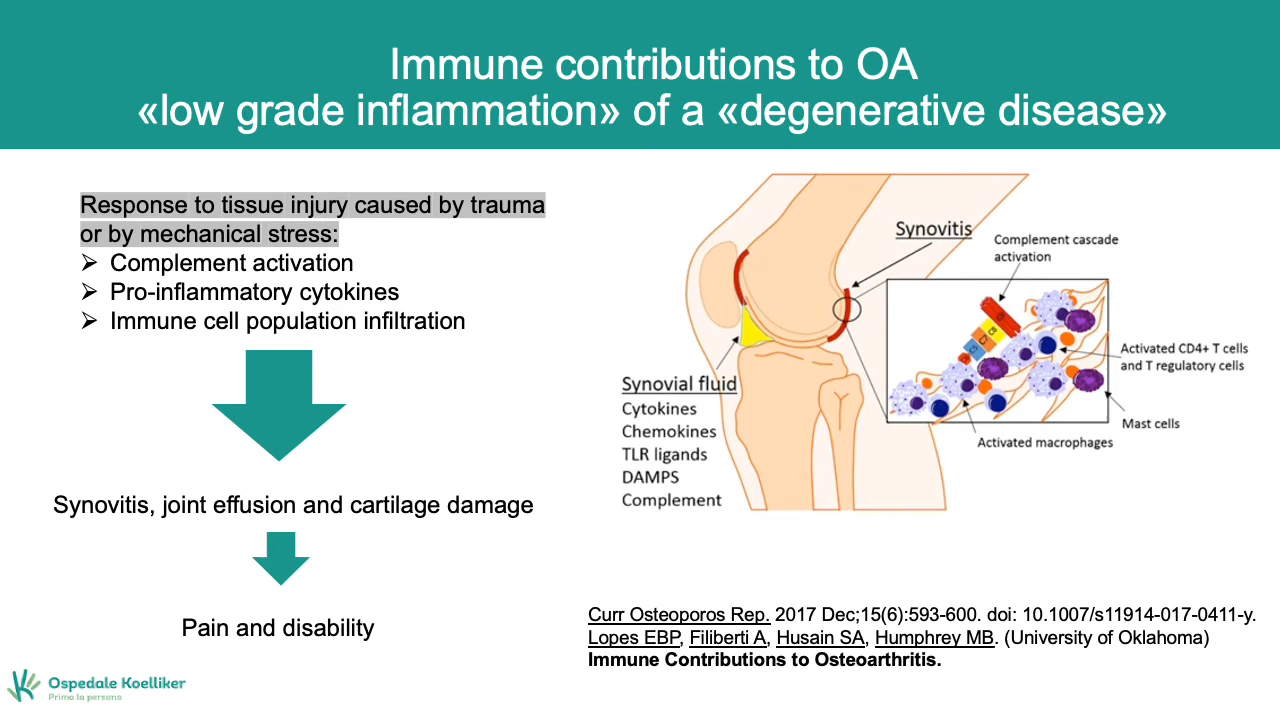 Immune contributions to OA
«low grade inflammation» of a «degenerative disease»
Response to tissue injury caused by trauma
or by mechanical stress:
➢ Complement activation
➢ Pro-inflammatory cytokines
➢ Immune cell population infiltration
Synovitis, joint effusion and cartilage damage
Pain and disability
Synovitis
Complement cascade
activation
Activated CD4+ T cells
and T regulatory cells
Mast cells
Activated macrophages
Synovial fluid
Cytokines
Chemokines
TLR ligands
DAMPS
Complement
Curr Osteoporos Rep. 2017 Dec;15(6):593-600. doi: 10.1007/s11914-017-0411-y.
Lopes EBP, Filiberti A, Husain SA, Humphrey MB. (University of Oklahoma)
Immune Contributions to Osteoarthritis.
Ospedale Koelliker
Prima la persona